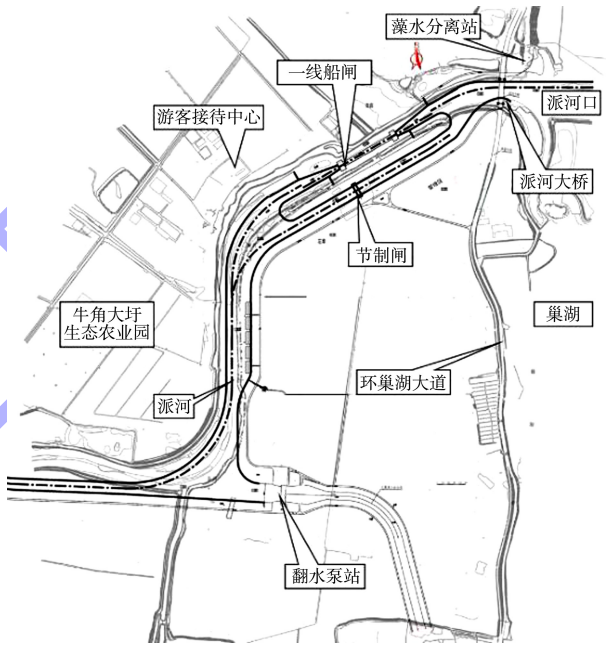 藻水分离站
一线船闸
派河口
游客接待中心
派河大桥
节制闸
牛角大圩
生态农业园
巢湖
环巢湖大道
派河
翻水泵站